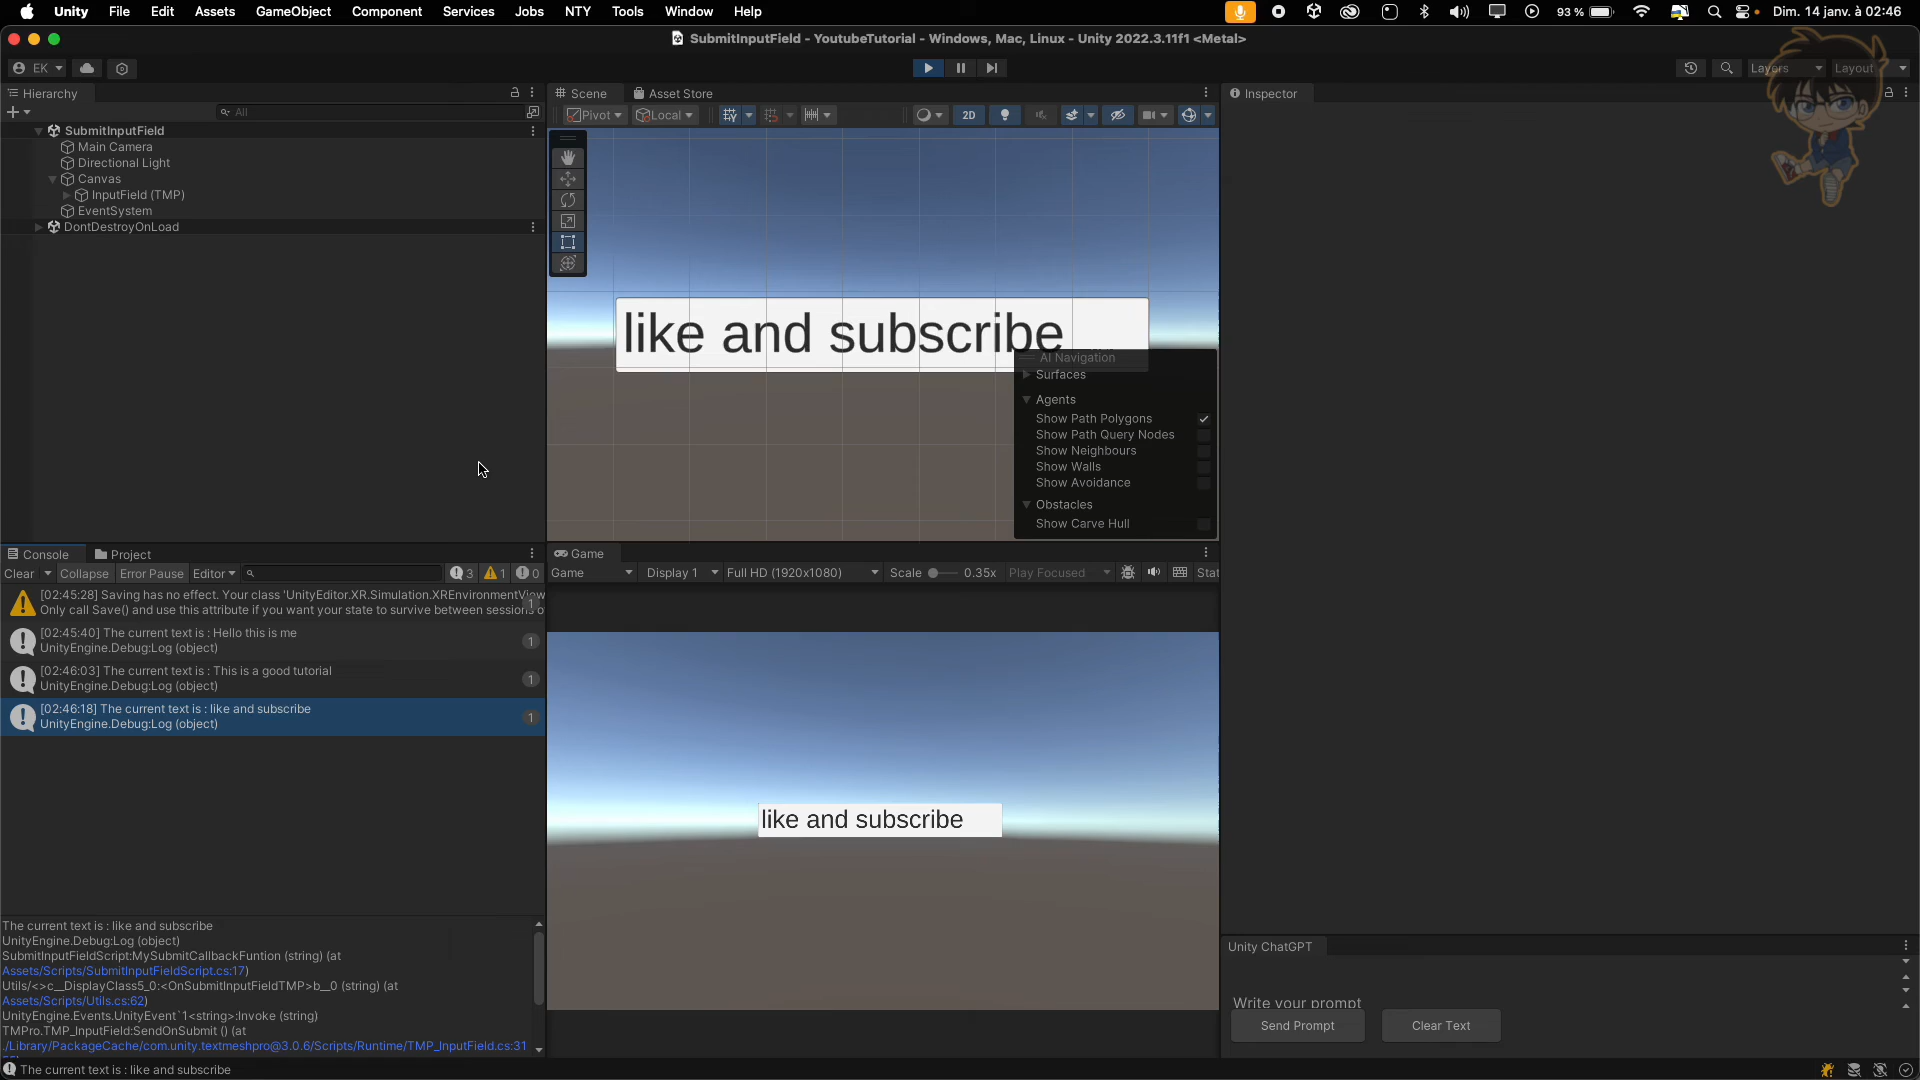 Unity File Edit Assets GameObject Component Services Jobs NTY Tools Window Help 93 % Dim. 14 janv. à 02:46
SubmitInputField - YoutubeTutorial - Windows, Mac, Linux - Unity 2022.3.11f1 <Metal>
EK Layers Layout
Hierarchy
All
SubmitInputField
Main Camera
Directional Light
Canvas
InputField (TMP)
EventSystem
DontDestroyOnLoad
Scene Asset Store
Pivot Local 2D
like and subscribe
AI Navigation
Surfaces
Agents
Show Path Polygons
Show Path Query Nodes
Show Neighbours
Show Walls
Show Avoidance
Obstacles
Show Carve Hull
Inspector
Console Project
Clear Collapse Error Pause Editor 3 1 0
[02:45:28] Saving has no effect. Your class 'UnityEditor.XR.Simulation.XREnvironmentView
Only call Save() and use this attribute if you want your state to survive between sessions o
1
[02:45:40] The current text is : Hello this is me
UnityEngine.Debug:Log (object)
1
[02:46:03] The current text is : This is a good tutorial
UnityEngine.Debug:Log (object)
1
[02:46:18] The current text is : like and subscribe
UnityEngine.Debug:Log (object)
1
The current text is : like and subscribe
UnityEngine.Debug:Log (object)
SubmitInputFieldScript:MySubmitCallbackFuntion (string) (at
Assets/Scripts/SubmitInputFieldScript.cs:17)
Utils/<>c__DisplayClass5_0:<OnSubmitInputFieldTMP>b__0 (string) (at
Assets/Scripts/Utils.cs:62)
UnityEngine.Events.UnityEvent`1<string>:Invoke (string)
TMPro.TMP_InputField:SendOnSubmit () (at
./Library/PackageCache/com.unity.textmeshpro@3.0.6/Scripts/Runtime/TMP_InputField.cs:31
The current text is : like and subscribe
Game
Game Display 1 Full HD (1920x1080) Scale 0.35x Play Focused Stat
like and subscribe
Unity ChatGPT
Write your prompt
Send Prompt Clear Text